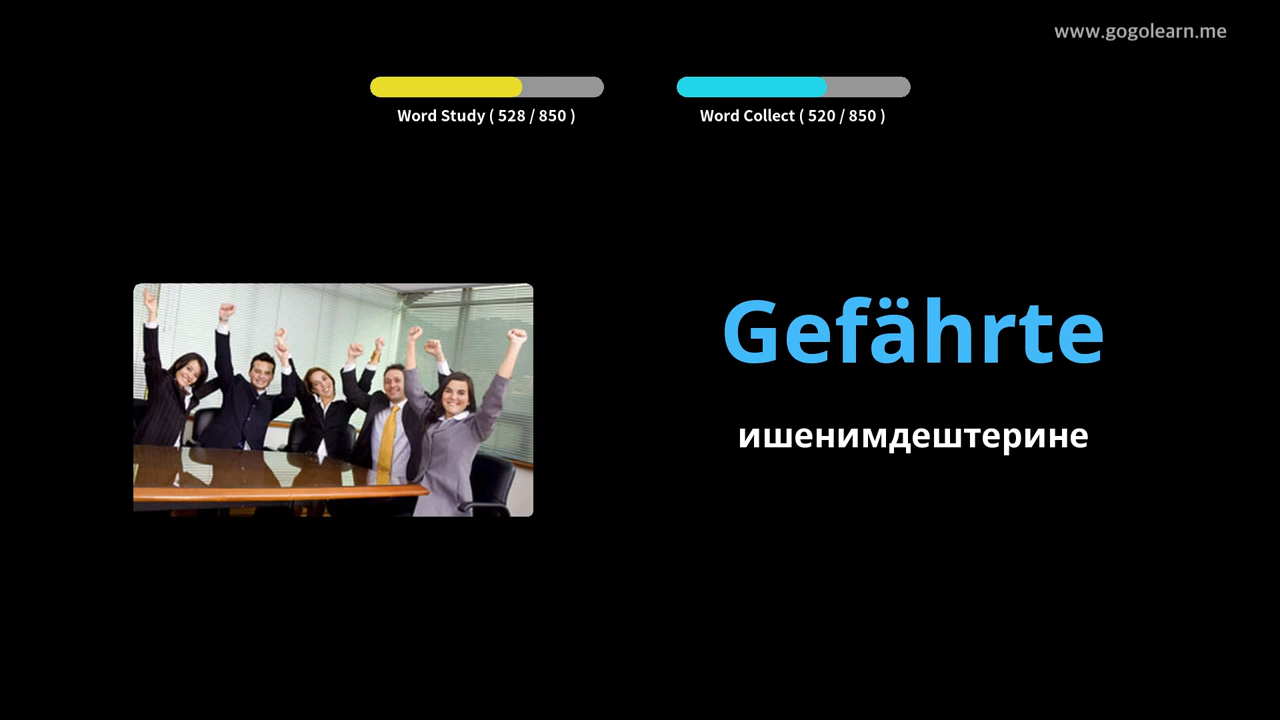 www.gogolearn.me
Word Study ( 528 / 850 )
Word Collect ( 520 / 850 )
Gefährte
ишенимдештерине